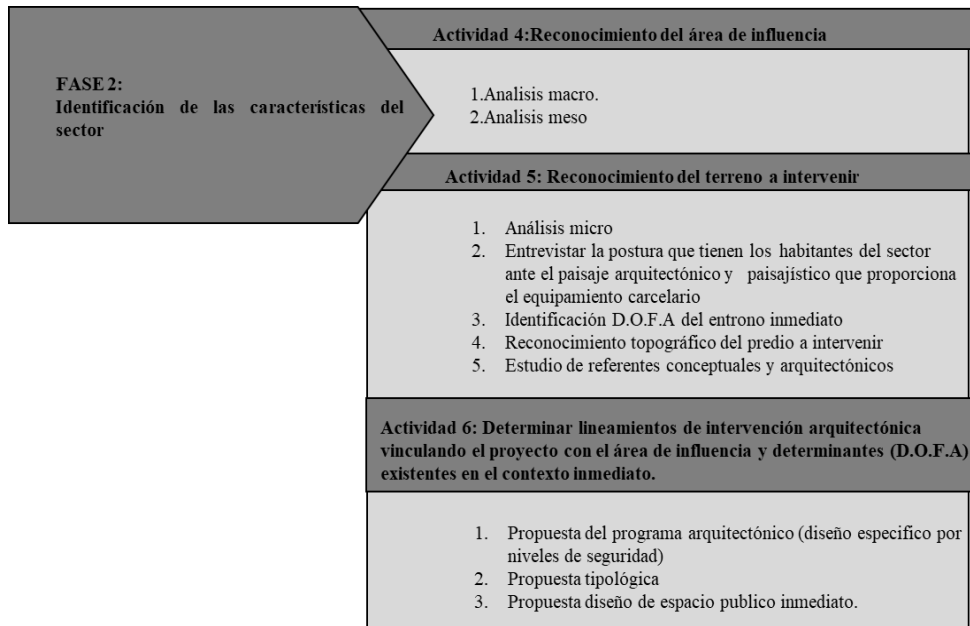 FASE 2:
Identificación de las características del
sector
Actividad 4:Reconocimiento del área de influencia
1.Analisis macro.
2.Analisis meso
Actividad 5: Reconocimiento del terreno a intervenir
1. Análisis micro
2. Entrevistar la postura que tienen los habitantes del sector
ante el paisaje arquitectónico y paisajístico que proporciona
el equipamiento carcelario
3. Identificación D.O.F.A del entrono inmediato
4. Reconocimiento topográfico del predio a intervenir
5. Estudio de referentes conceptuales y arquitectónicos
Actividad 6: Determinar lineamientos de intervención arquitectónica
vinculando el proyecto con el área de influencia y determinantes (D.O.F.A)
existentes en el contexto inmediato.
1. Propuesta del programa arquitectónico (diseño especifico por
niveles de seguridad)
2. Propuesta tipológica
3. Propuesta diseño de espacio publico inmediato.